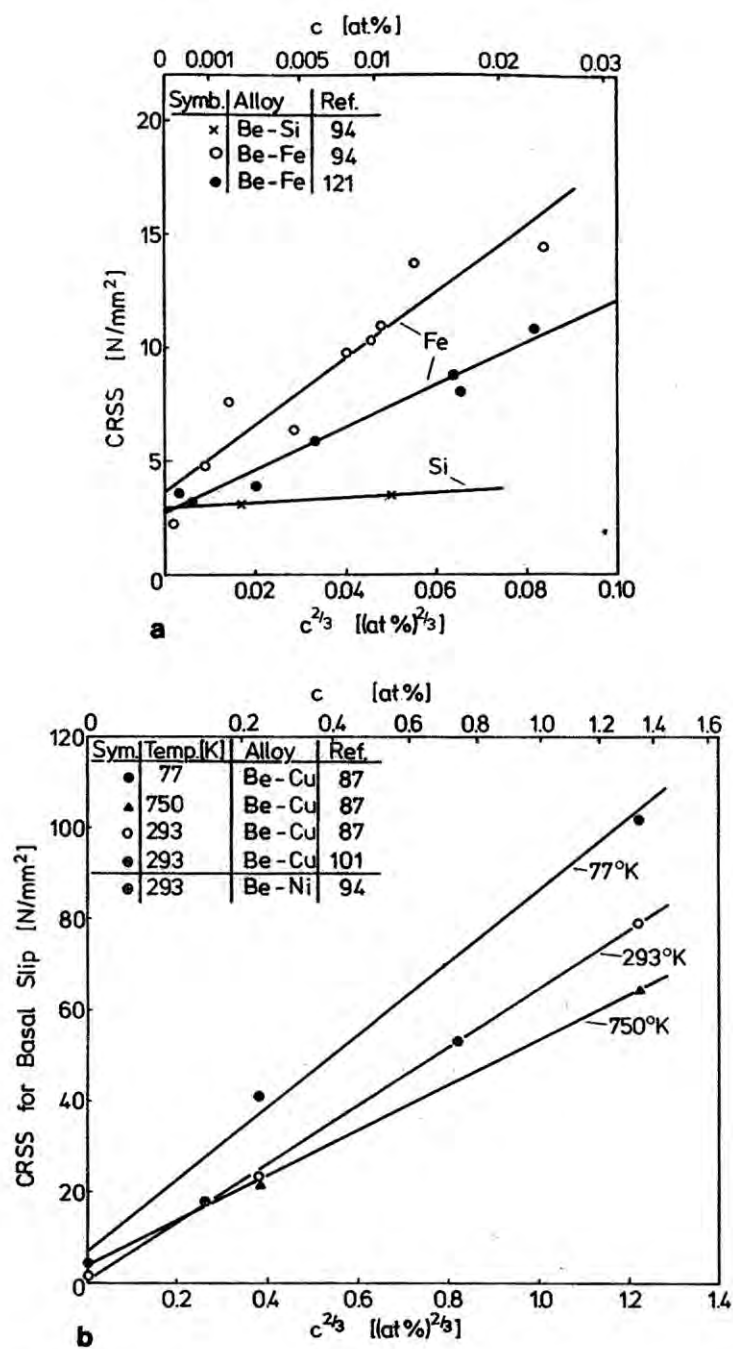 c [at.%]
0 0.001 0.005 0.01 0.02 0.03
Symb. Alloy Ref.
× Be-Si 94
○ Be-Fe 94
● Be-Fe 121
20
15
10
5
0
CRSS [N/mm²]
Fe
Si
0.02 0.04 0.06 0.08 0.10
c^2/3 [(at%)^2/3]
a
c [at%]
0 0.2 0.4 0.6 0.8 1.0 1.2 1.4 1.6
Sym. Temp.[K] Alloy Ref.
● 77 Be-Cu 87
▲ 750 Be-Cu 87
○ 293 Be-Cu 87
293 Be-Cu 101
293 Be-Ni 94
120
100
80
60
40
20
0
CRSS for Basal Slip [N/mm²]
77°K
293°K
750°K
0.2 0.4 0.6 0.8 1.0 1.2 1.4
c^2/3 [(at%)^2/3]
b